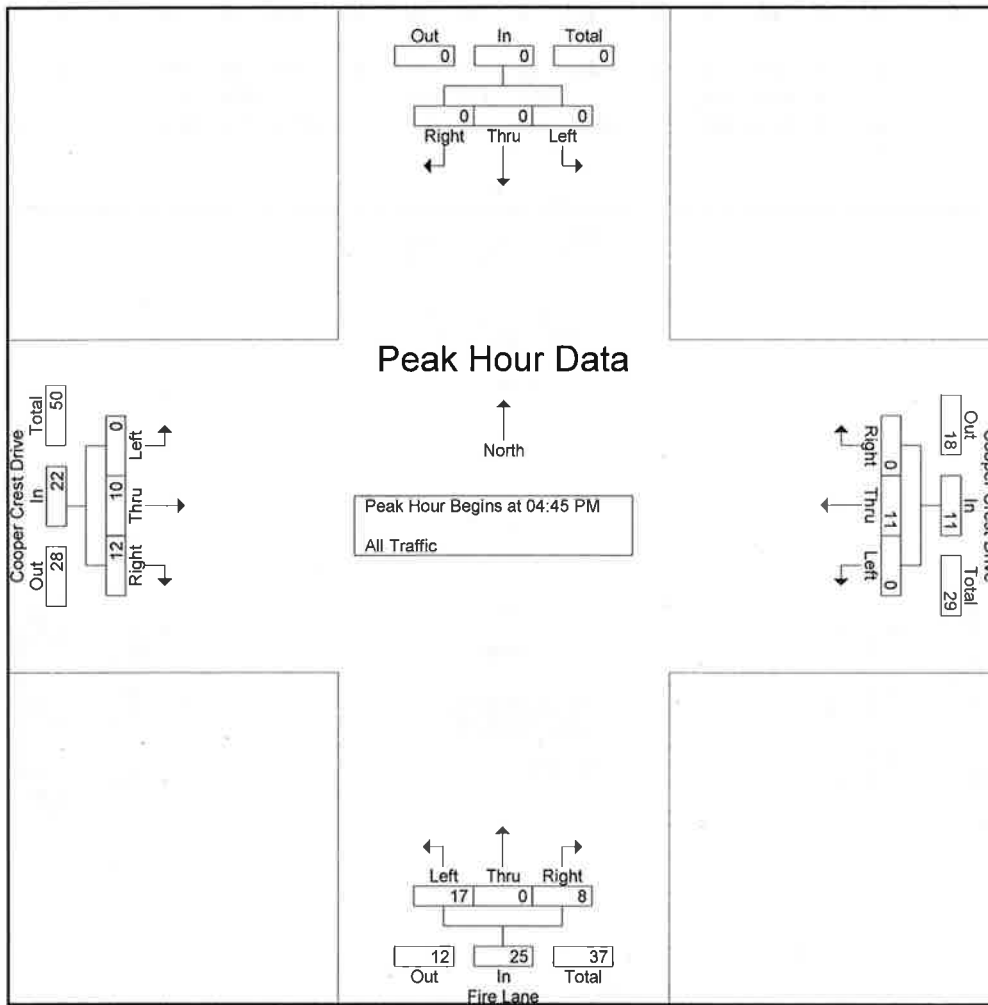 Out In Total
0 0 0
0 0 0
Right Thru Left
Peak Hour Data
North
Peak Hour Begins at 04:45 PM
All Traffic
Cooper Crest Drive
Out In Total
28 22 50
0 10 12
Left Thru Right
Right Thru Left
0 11 0
Out In Total
18 11 29
Cooper Crest Drive
Left Thru Right
17 0 8
12 25 37
Out In Total
Fire Lane